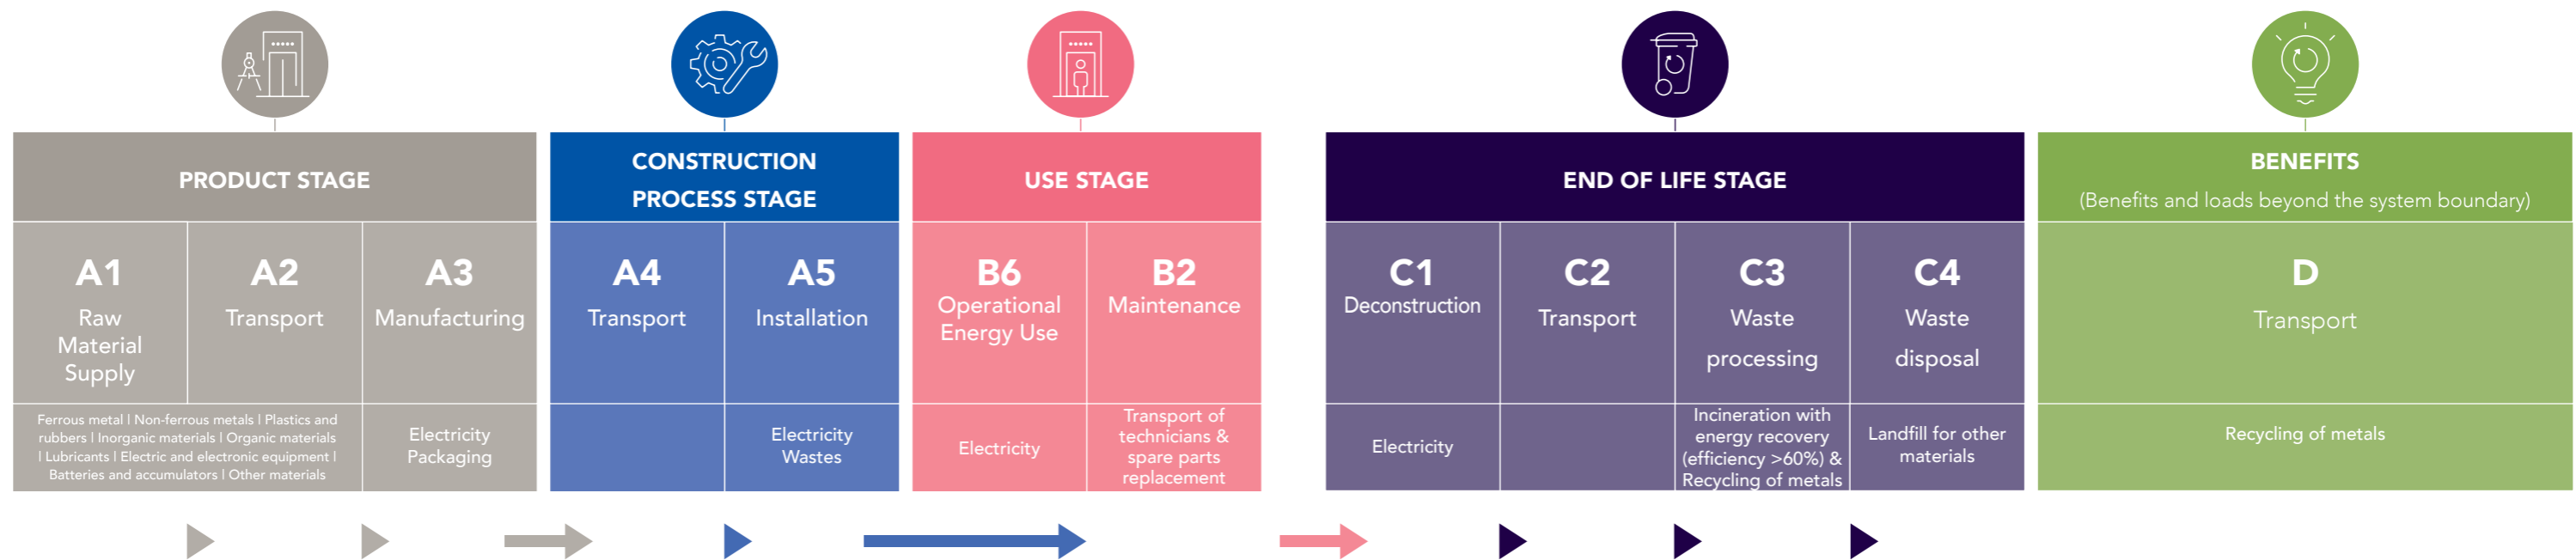 PRODUCT STAGE
A1
Raw
Material
Supply
A2
Transport
A3
Manufacturing
Ferrous metal | Non-ferrous metals | Plastics and
rubbers | Inorganic materials | Organic materials
| Lubricants | Electric and electronic equipment |
Batteries and accumulators | Other materials
Electricity
Packaging
CONSTRUCTION
PROCESS STAGE
A4
Transport
A5
Installation
Electricity
Wastes
USE STAGE
B6
Operational
Energy Use
B2
Maintenance
Electricity
Transport of
technicians &
spare parts
replacement
END OF LIFE STAGE
C1
Deconstruction
C2
Transport
C3
Waste
processing
C4
Waste
disposal
Electricity
Incineration with
energy recovery
(efficiency >60%) &
Recycling of metals
Landfill for other
materials
BENEFITS
(Benefits and loads beyond the system boundary)
D
Transport
Recycling of metals